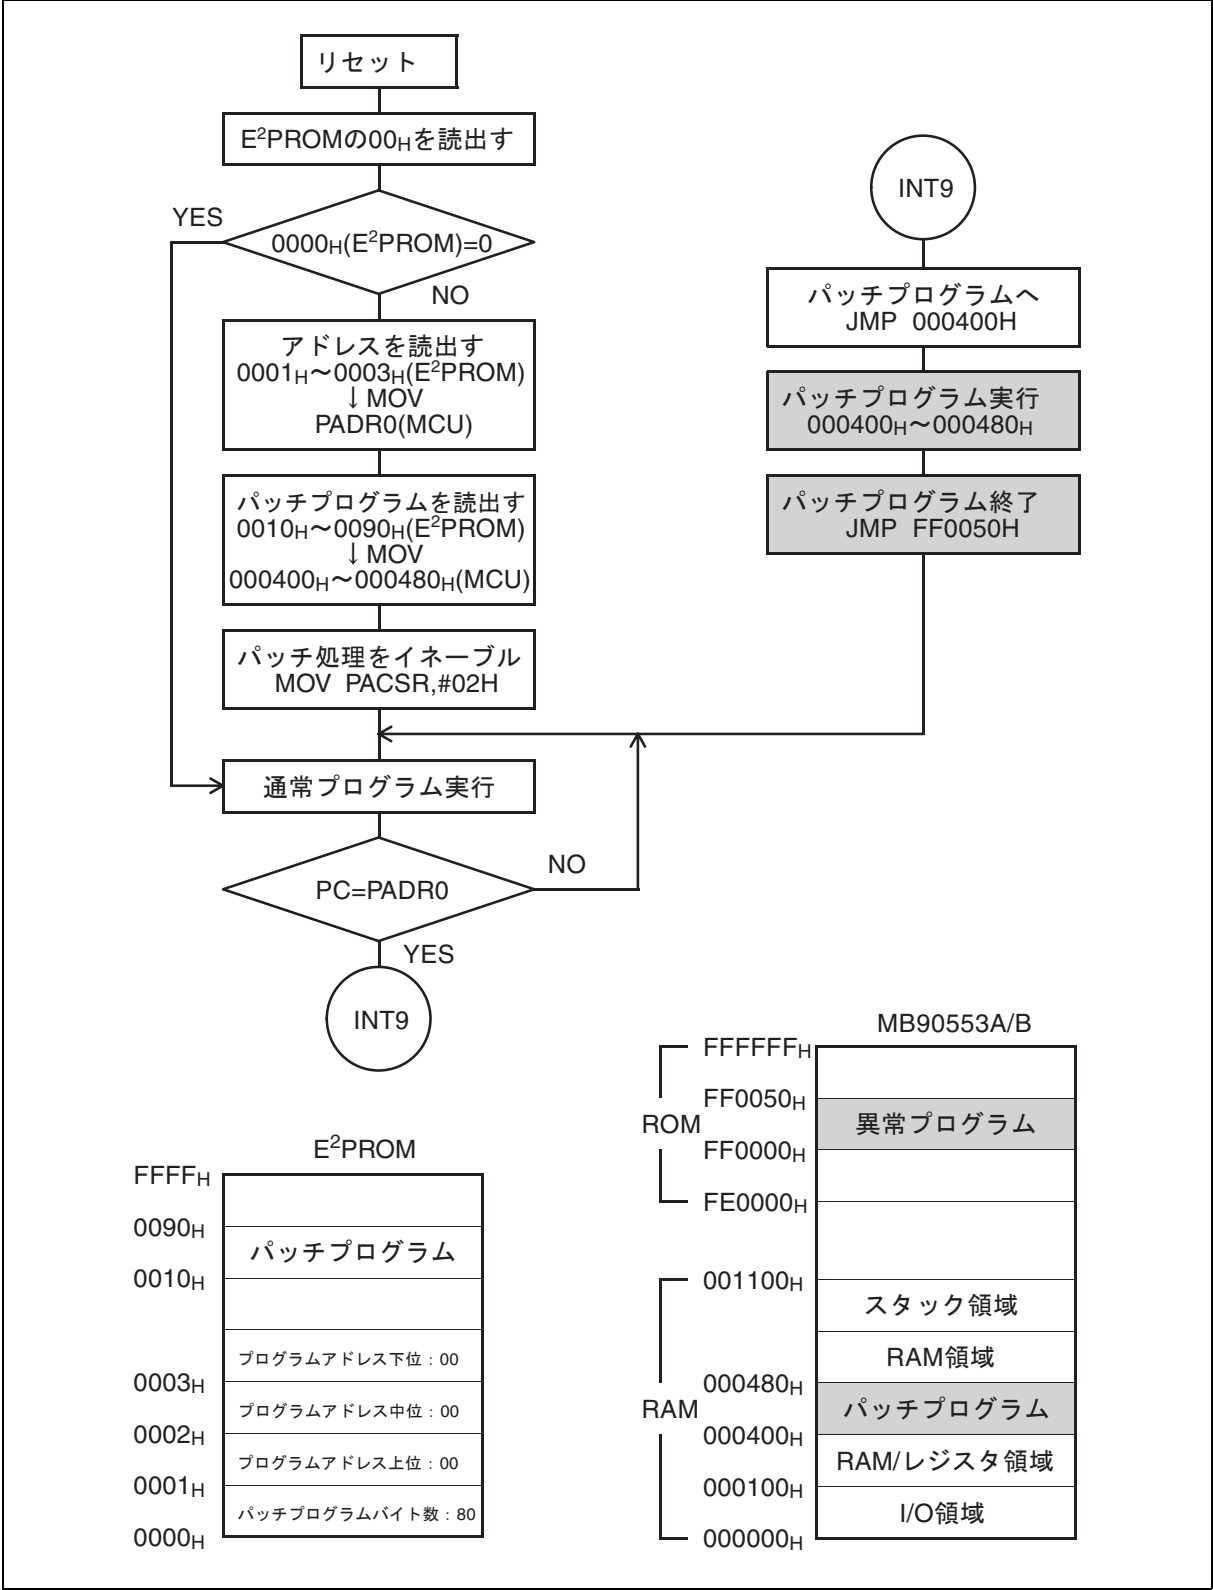 リセット
E²PROMの00Hを読出す
YES
0000H(E²PROM)=0
NO
アドレスを読出す
0001H～0003H(E²PROM)
↓MOV
PADR0(MCU)
パッチプログラムを読出す
0010H～0090H(E²PROM)
↓MOV
000400H～000480H(MCU)
パッチ処理をイネーブル
MOV PACSR,#02H
通常プログラム実行
PC=PADR0
NO
YES
INT9
INT9
パッチプログラムへ
JMP 000400H
パッチプログラム実行
000400H～000480H
パッチプログラム終了
JMP FF0050H
E²PROM
FFFFH
0090H
パッチプログラム
0010H
プログラムアドレス下位：00
0003H
プログラムアドレス中位：00
0002H
プログラムアドレス上位：00
0001H
パッチプログラムバイト数：80
0000H
MB90553A/B
FFFFFFH
FF0050H
ROM
異常プログラム
FF0000H
FE0000H
001100H
スタック領域
RAM領域
000480H
RAM
パッチプログラム
000400H
RAM/レジスタ領域
000100H
I/O領域
000000H